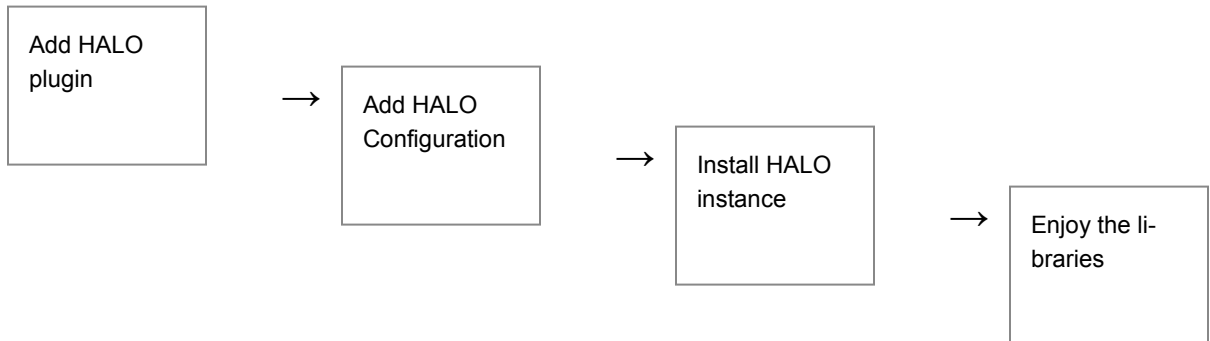 Add HALO
plugin
→
Add HALO
Configuration
→
Install HALO
instance
→
Enjoy the li-
braries